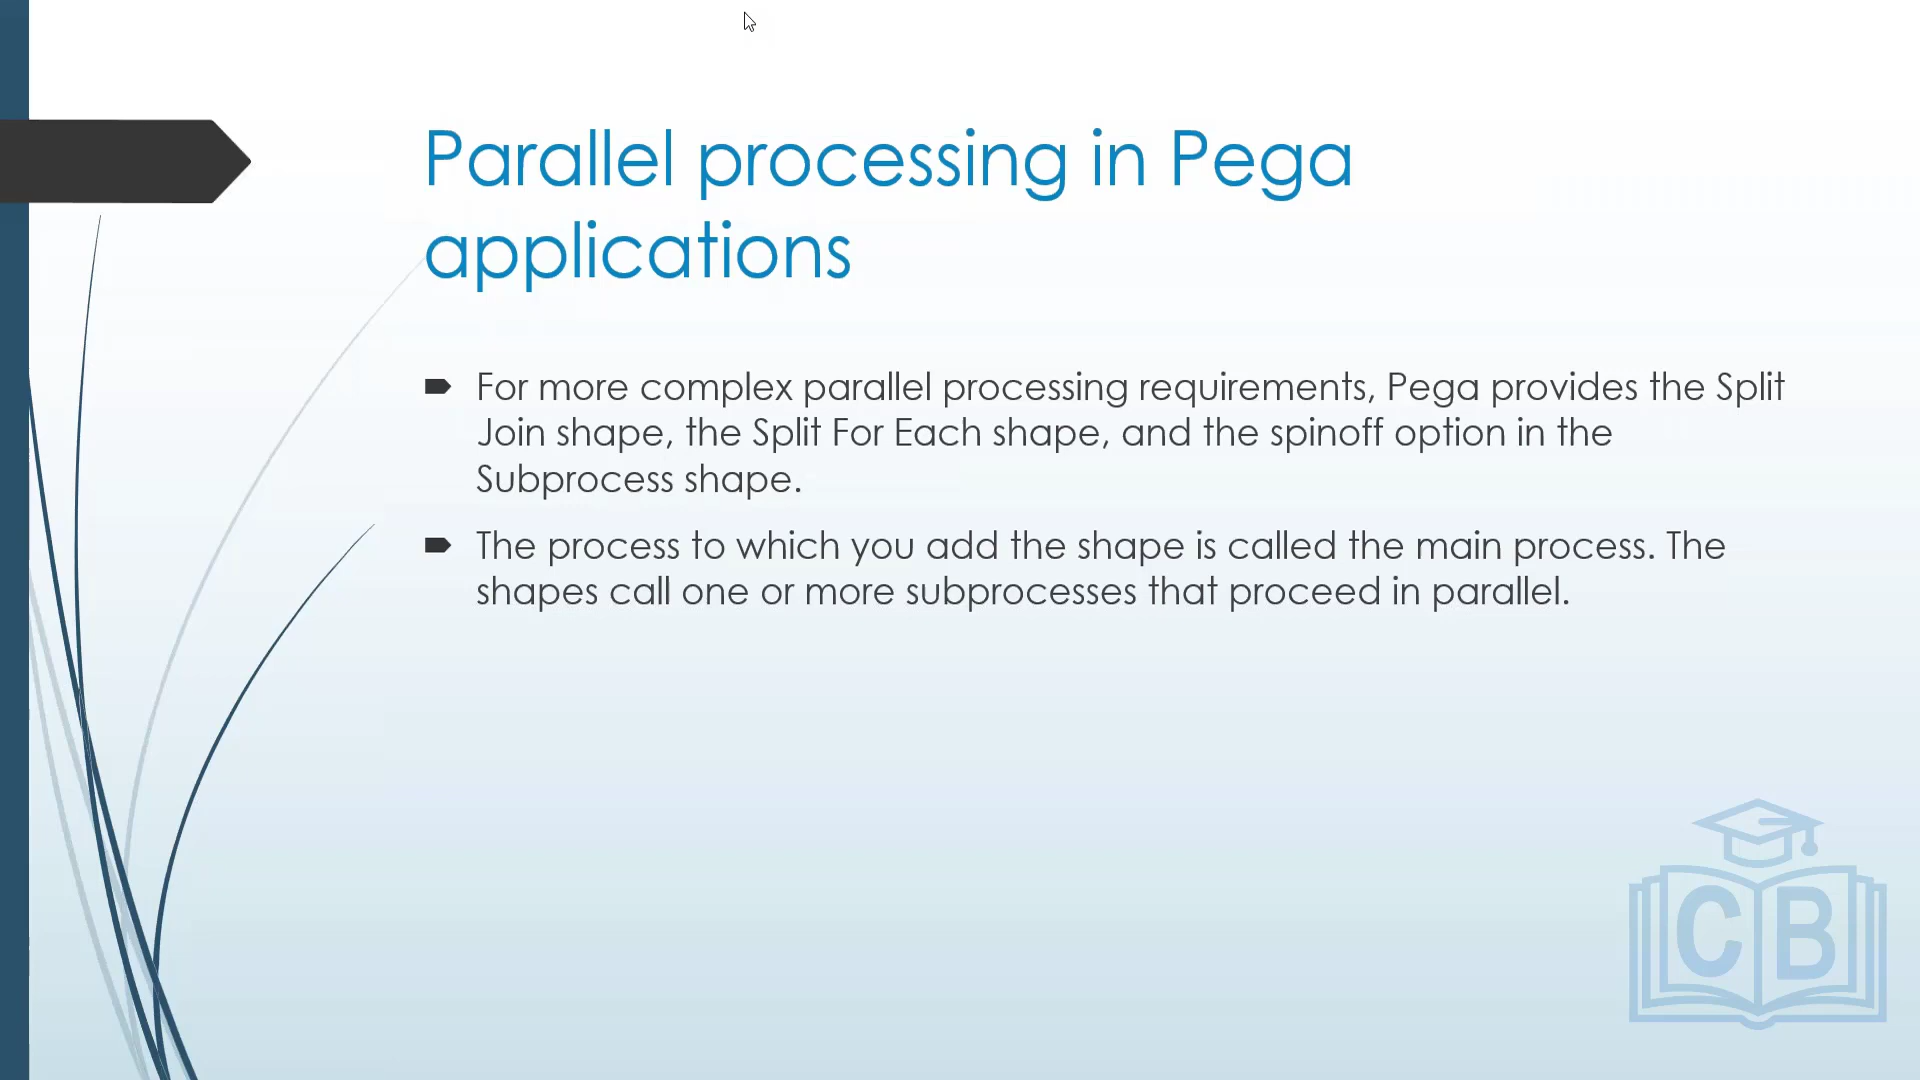 Parallel processing in Pega
applications
For more complex parallel processing requirements, Pega provides the Split
Join shape, the Split For Each shape, and the spinoff option in the
Subprocess shape.
The process to which you add the shape is called the main process. The
shapes call one or more subprocesses that proceed in parallel.
C B